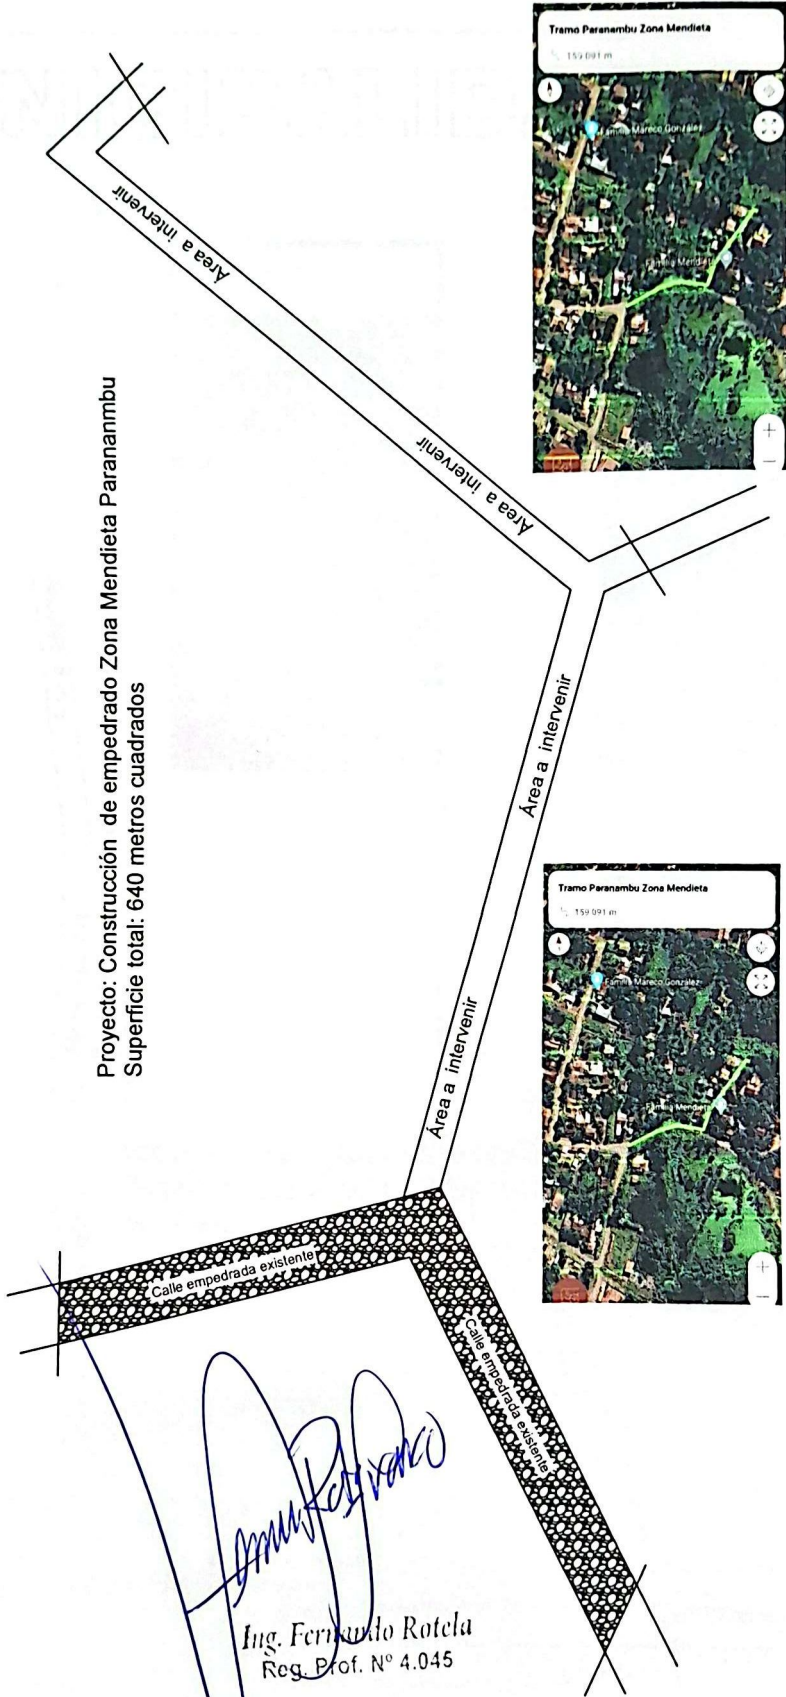 Proyecto: Construcción de empedrado Zona Mendieta Parananmbu
Superficie total: 640 metros cuadrados
Área a intervenir
Área a intervenir
Área a intervenir
Área a intervenir
Calle empedrada existente
Calle empedrada existente
Tramo Paranambu Zona Mendieta
159.091 m
Familia Mareco González
Familia Mendieta
Tramo Paranambu Zona Mendieta
159.091 m
Familia Mareco González
Familia Mendieta
Ing. Fernando Rotela
Reg. Prof. Nº 4.045